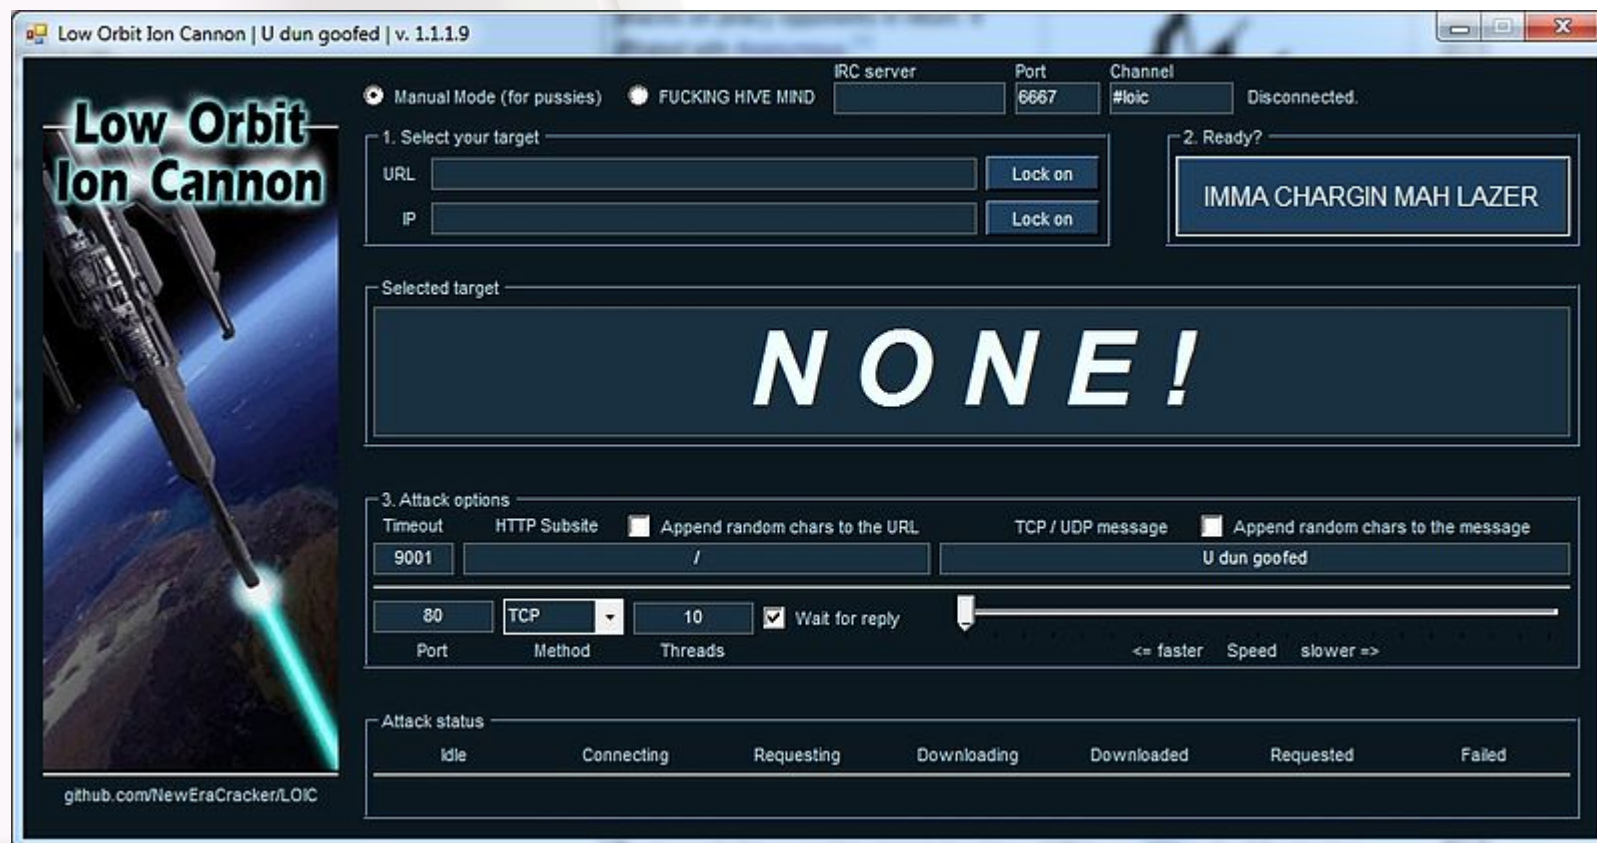 Low Orbit Ion Cannon | U dun goofed | v. 1.1.1.9
Low Orbit
Ion Cannon
github.com/NewEraCracker/LOIC
Manual Mode (for pussies) FUCKING HIVE MIND
IRC server Port Channel
6667 #loic Disconnected.
1. Select your target
URL Lock on
IP Lock on
2. Ready?
IMMA CHARGIN MAH LAZER
Selected target
NONE!
3. Attack options
Timeout HTTP Subsite Append random chars to the URL TCP / UDP message Append random chars to the message
9001 / U dun goofed
80 TCP 10 Wait for reply
Port Method Threads <= faster Speed slower =>
Attack status
Idle Connecting Requesting Downloading Downloaded Requested Failed